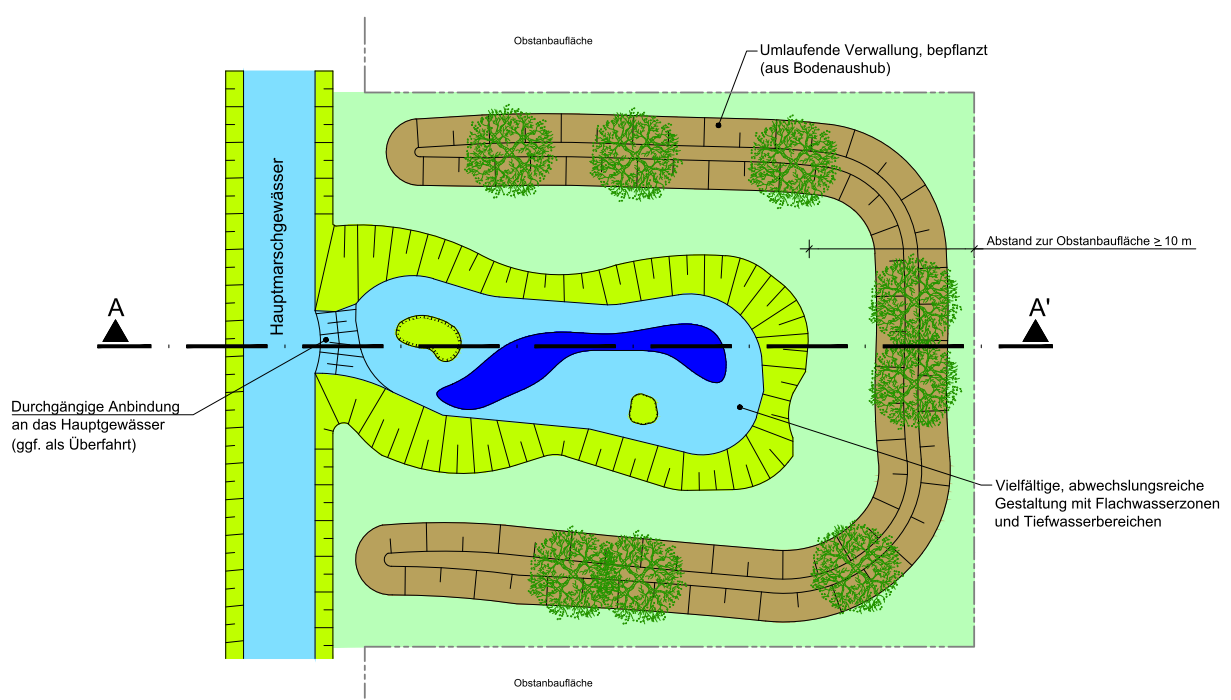 Obstanbaufläche
Umlaufende Verwallung, bepflanzt
(aus Bodenaushub)
Hauptmarschgewässer
Abstand zur Obstanbaufläche ≥ 10 m
A
A'
Durchgängige Anbindung
an das Hauptgewässer
(ggf. als Überfahrt)
Vielfältige, abwechslungsreiche
Gestaltung mit Flachwasserzonen
und Tiefwasserbereichen
Obstanbaufläche